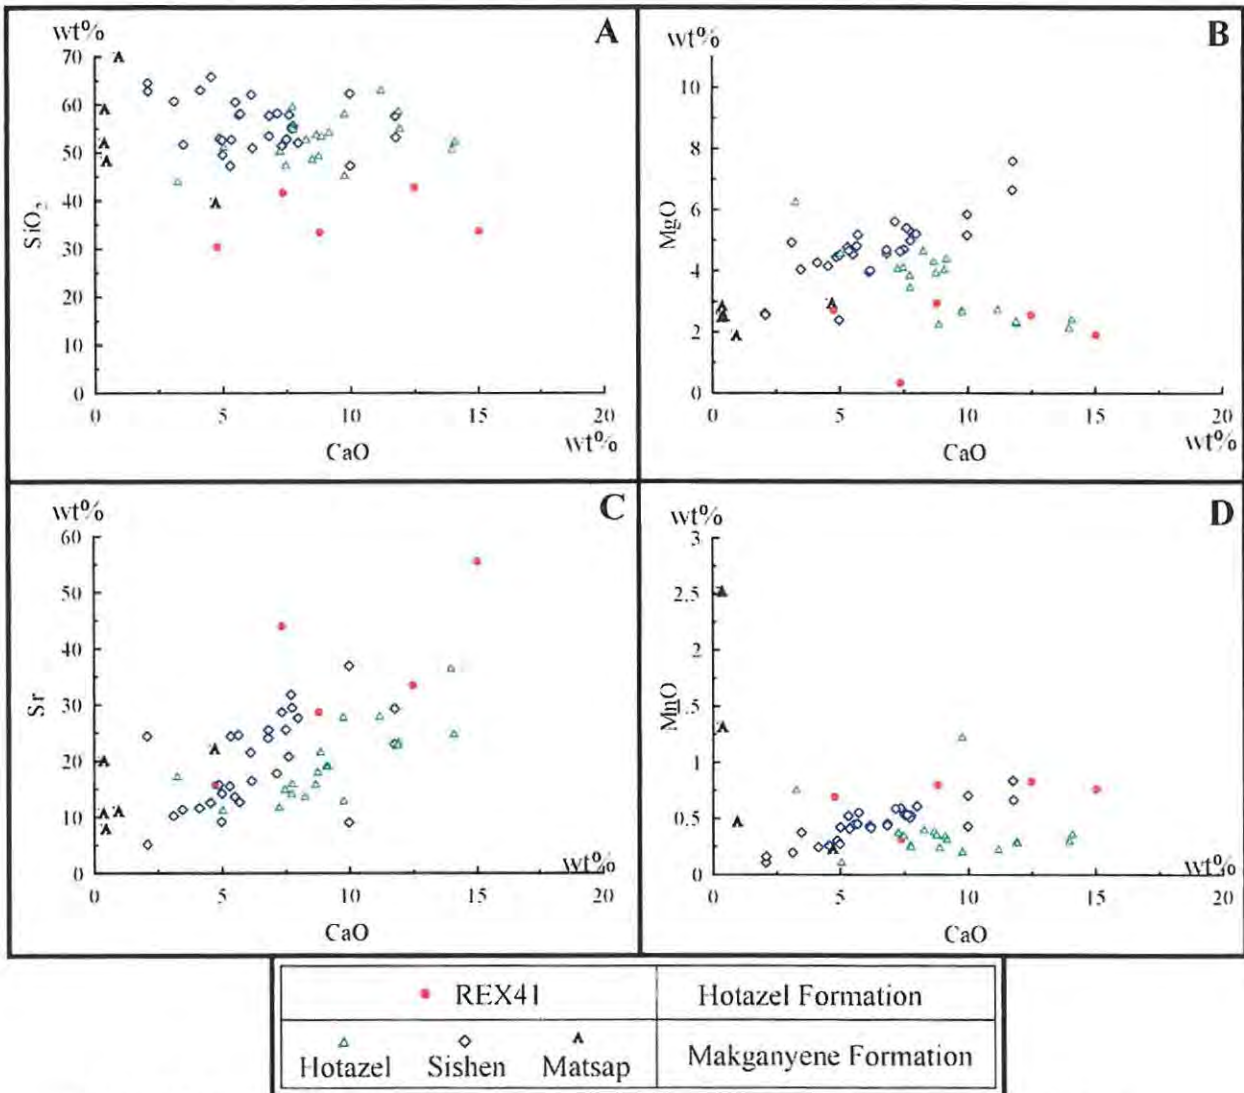 wt%
A
70
60
50
40
30
20
10
0
SiO2
0 5 10 15 20
wt%
CaO
wt%
B
10
8
6
4
2
0
MgO
0 5 10 15 20
wt%
CaO
wt%
C
60
50
40
30
20
10
0
Sr
wt%
0 5 10 15 20
CaO
wt%
D
3
2.5
2
1.5
1
0.5
0
MnO
wt%
0 5 10 15 20
CaO
REX41 Hotazel Formation
Hotazel Sishen Matsap Makganyene Formation